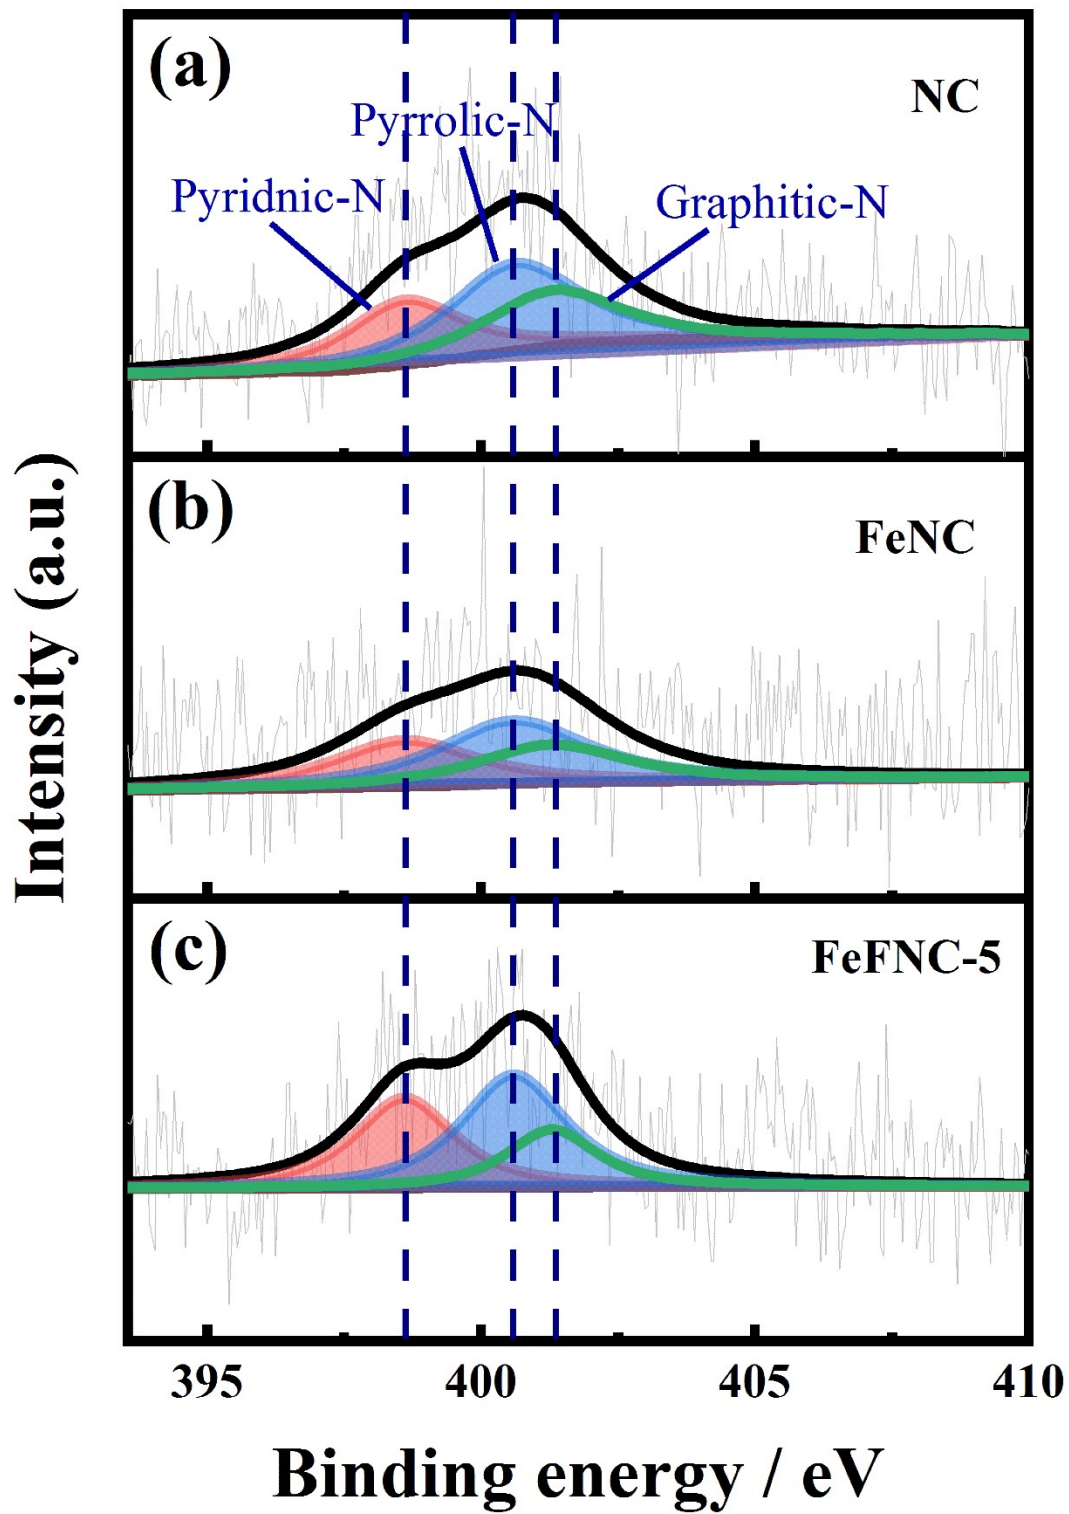 (a)
NC
Pyrrolic-N
Pyridnic-N
Graphitic-N
(b)
FeNC
(c)
FeFNC-5
Intensity (a.u.)
395 400 405 410
Binding energy / eV